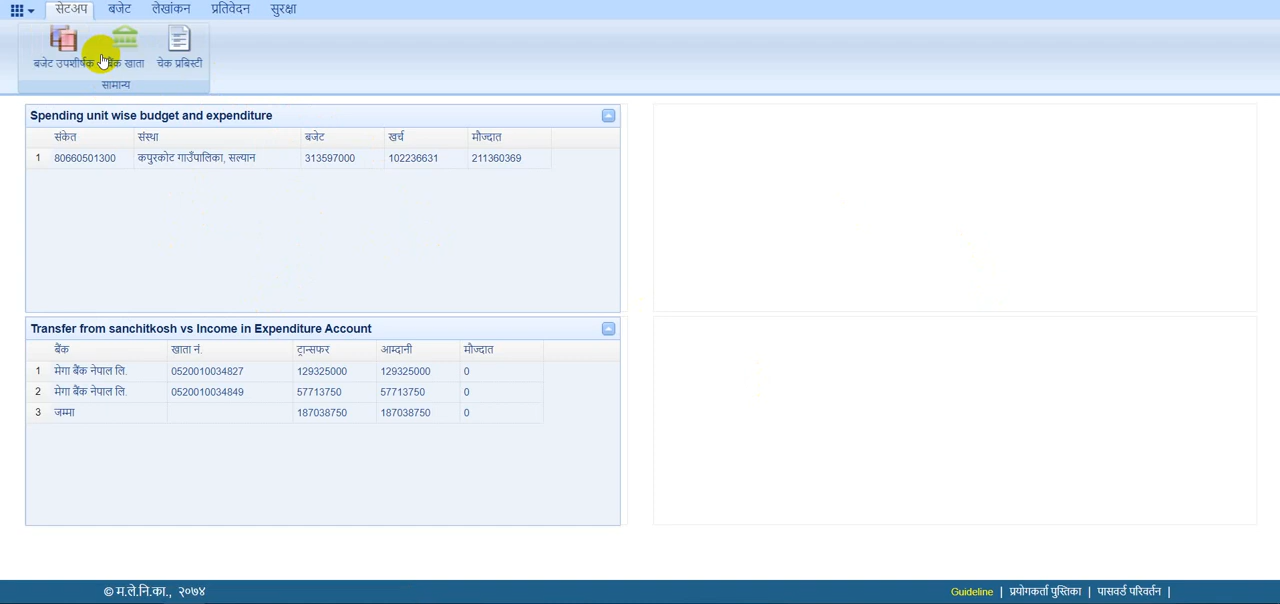 सेटअप बजेट लेखांकन प्रतिवेदन सुरक्षा
बजेट उपशीर्षक खाता चेक प्रबिस्टी
सामान्य
Spending unit wise budget and expenditure
संकेत संस्था बजेट खर्च मौज्दात
1 80660501300 कपुरकोट गाउँपालिका, सल्यान 313597000 102236631 211360369
Transfer from sanchitkosh vs Income in Expenditure Account
बैंक खाता नं. ट्रान्सफर आम्दानी मौज्दात
1 मेगा बैंक नेपाल लि. 0520010034827 129325000 129325000 0
2 मेगा बैंक नेपाल लि. 0520010034849 57713750 57713750 0
3 जम्मा 187038750 187038750 0
© म.ले.नि.का., २०७४ Guideline | प्रयोगकर्ता पुस्तिका | पासवर्ड परिवर्तन |